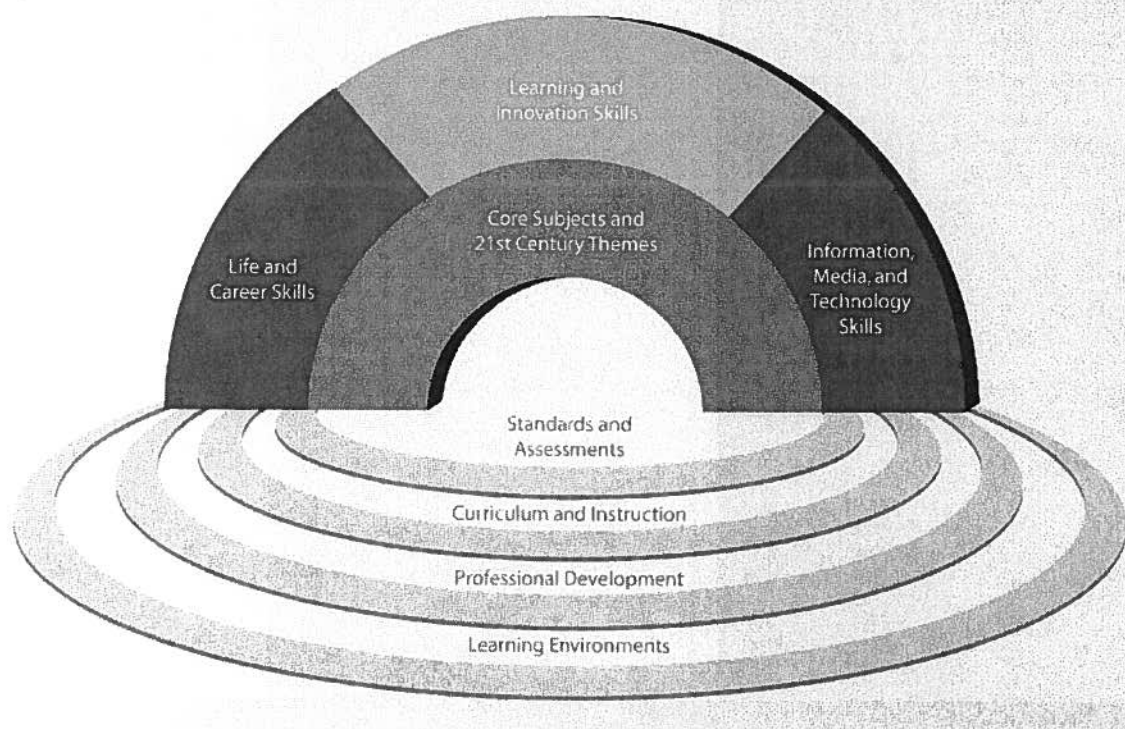 Learning and
Innovation Skills
Core Subjects and
21st Century Themes
Life and
Career Skills
Information,
Media, and
Technology
Skills
Standards and
Assessments
Curriculum and Instruction
Professional Development
Learning Environments